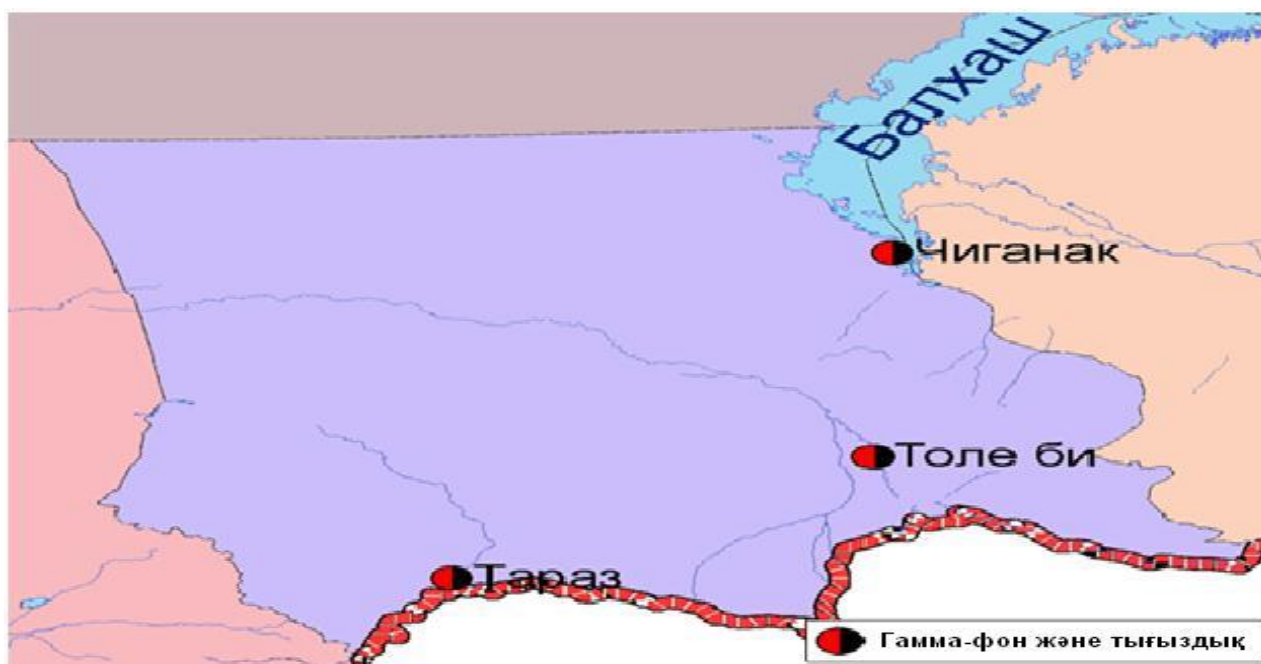 Балхаш
Чиганак
Толе би
Тараз
Гамма-фон және тығыздық